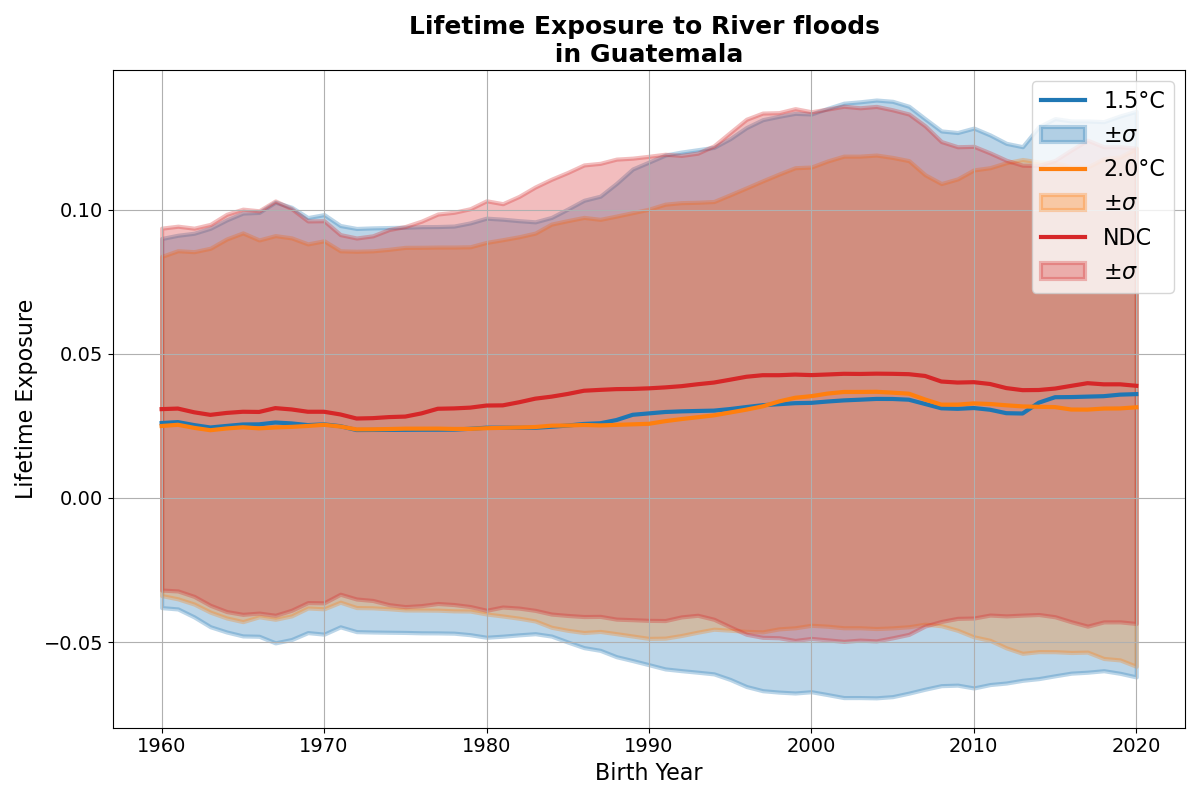 Lifetime Exposure to River floods
in Guatemala
Lifetime Exposure
0.10
0.05
0.00
−0.05
1960
1970
1980
1990
2000
2010
2020
Birth Year
1.5°C
±σ
2.0°C
±σ
NDC
±σ